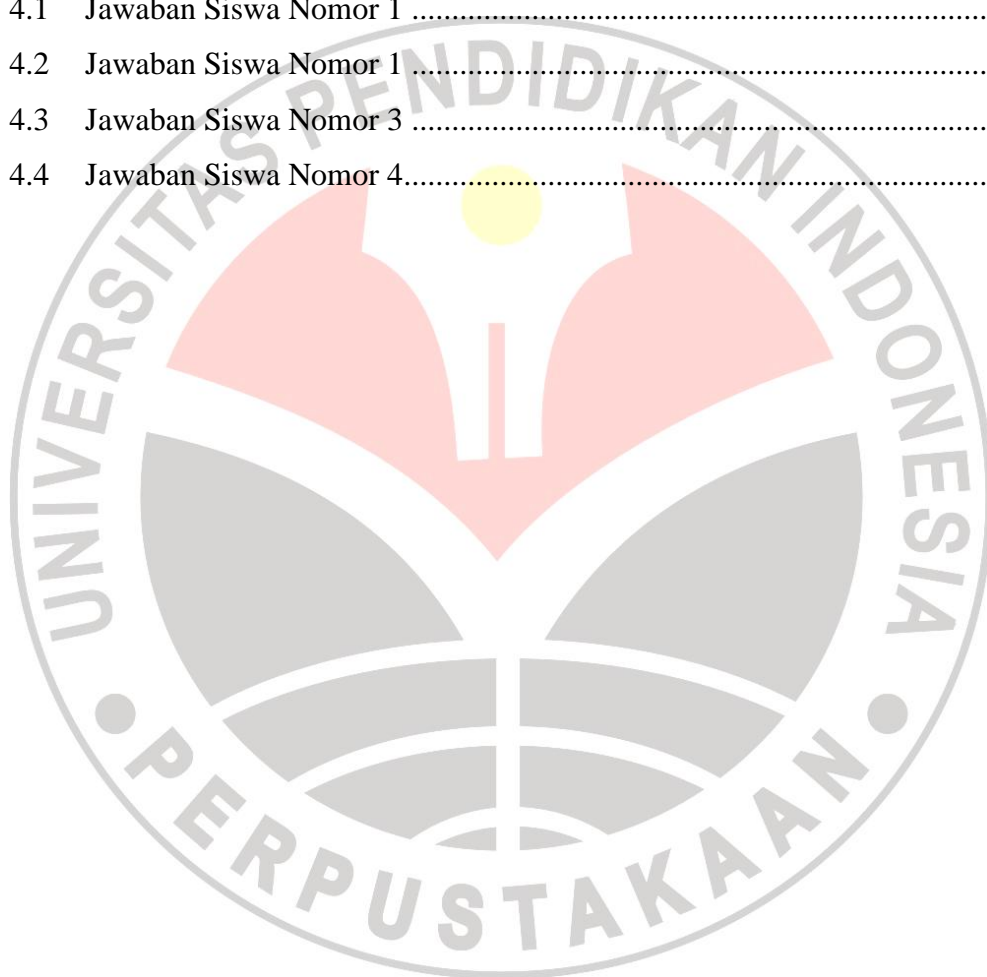 4.1 Jawaban Siswa Nomor 1 ........................................................................
4.2 Jawaban Siswa Nomor 1 ........................................................................
4.3 Jawaban Siswa Nomor 3 ........................................................................
4.4 Jawaban Siswa Nomor 4.........................................................................
UNIVERSITAS PENDIDIKAN INDONESIA
PERPUSTAKAAN